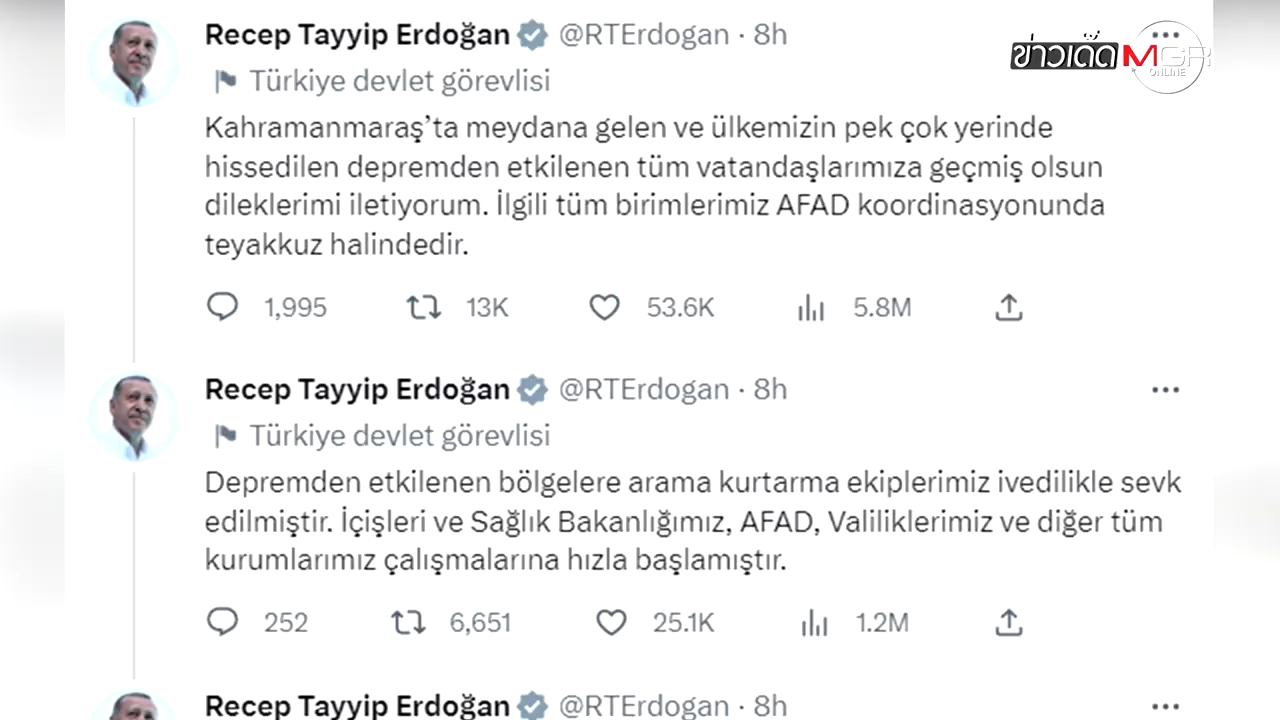 Recep Tayyip Erdoğan @RTErdogan · 8h
ข่าวเด็ด MGR
ONLINE
Türkiye devlet görevlisi
Kahramanmaraş’ta meydana gelen ve ülkemizin pek çok yerinde
hissedilen depremden etkilenen tüm vatandaşlarımıza geçmiş olsun
dileklerimi iletiyorum. İlgili tüm birimlerimiz AFAD koordinasyonunda
teyakkuz halindedir.
1,995 13K 53.6K 5.8M
Recep Tayyip Erdoğan @RTErdogan · 8h
Türkiye devlet görevlisi
Depremden etkilenen bölgelere arama kurtarma ekiplerimiz ivedilikle sevk
edilmiştir. İçişleri ve Sağlık Bakanlığımız, AFAD, Valiliklerimiz ve diğer tüm
kurumlarımız çalışmalarına hızla başlamıştır.
252 6,651 25.1K 1.2M
Recep Tayyip Erdoğan @RTErdogan · 8h